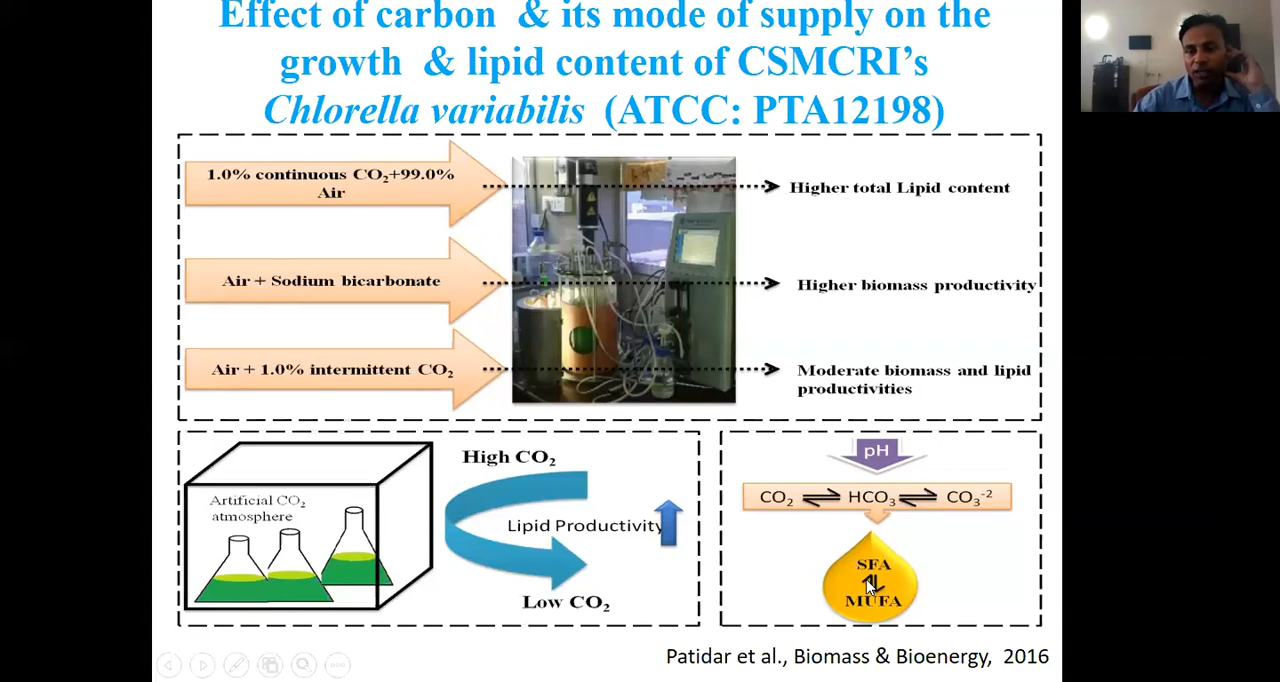 Effect of carbon & its mode of supply on the
growth & lipid content of CSMCRI's
Chlorella variabilis (ATCC: PTA12198)
1.0% continuous CO₂+99.0%
Air
Higher total Lipid content
Air + Sodium bicarbonate
Higher biomass productivity
Air + 1.0% intermittent CO₂
Moderate biomass and lipid
productivities
Artificial CO₂
atmosphere
High CO₂
Lipid Productivity
Low CO₂
pH
CO₂ ⇌ HCO₃ ⇌ CO₃⁻²
SFA
MUFA
Patidar et al., Biomass & Bioenergy, 2016